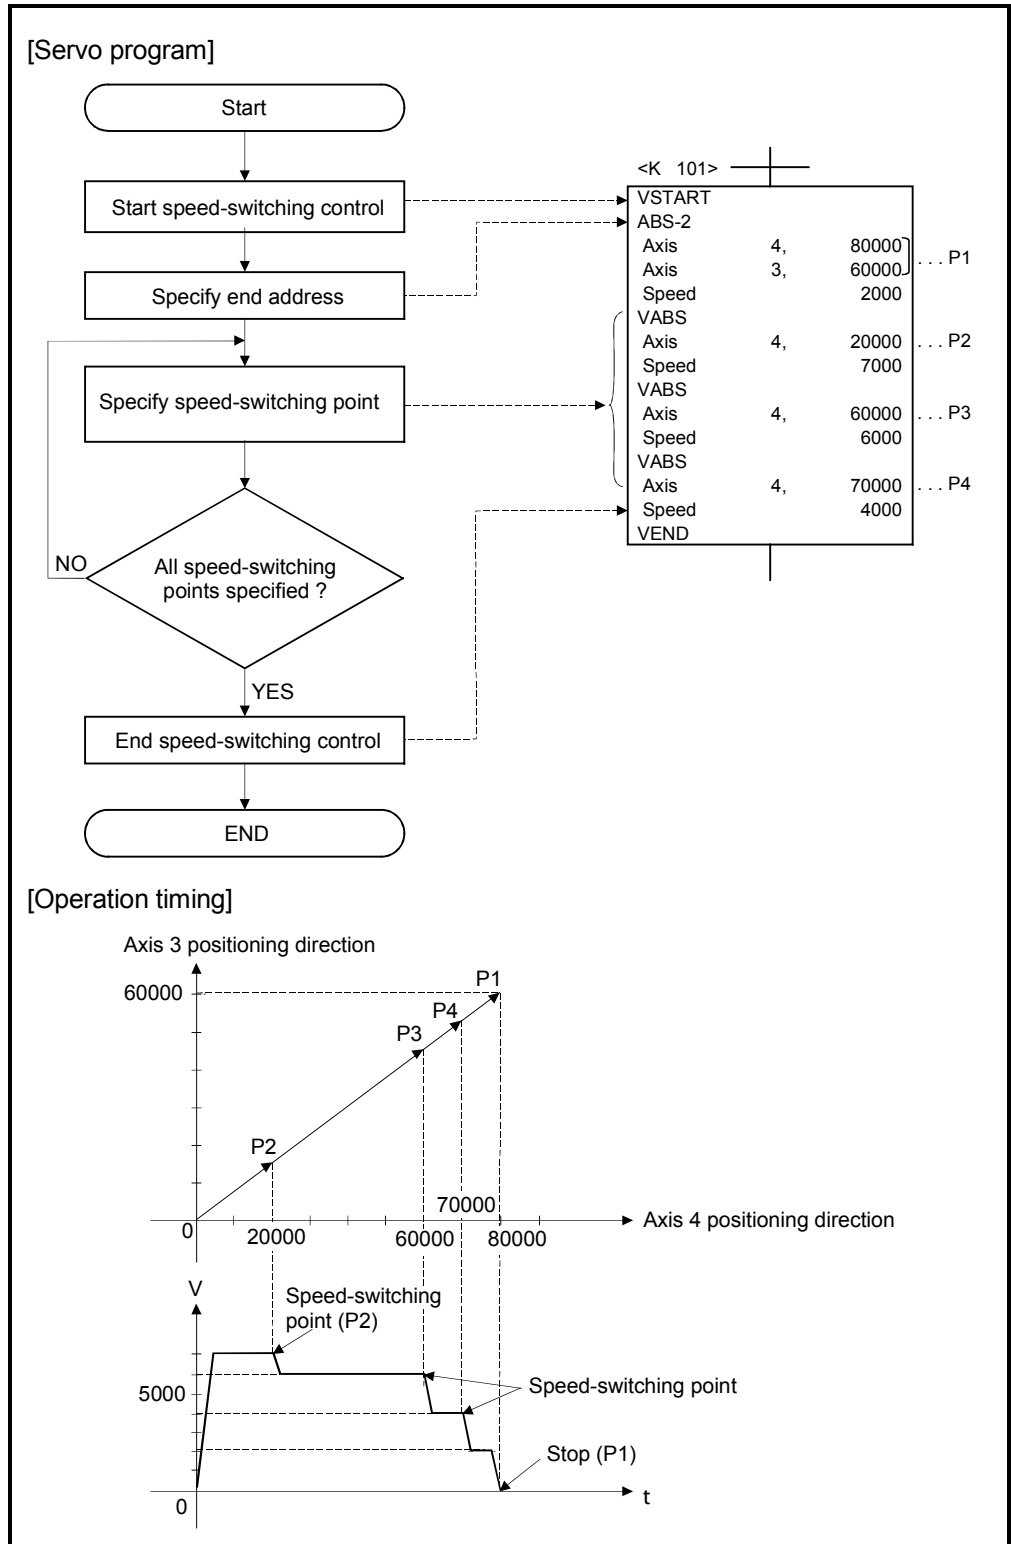 [Servo program]
Start
Start speed-switching control
Specify end address
Specify speed-switching point
NO
All speed-switching
points specified ?
YES
End speed-switching control
END
<K 101>
VSTART
ABS-2
Axis 4, 80000
Axis 3, 60000 . . . P1
Speed 2000
VABS
Axis 4, 20000 . . . P2
Speed 7000
VABS
Axis 4, 60000 . . . P3
Speed 6000
VABS
Axis 4, 70000 . . . P4
Speed 4000
VEND
[Operation timing]
Axis 3 positioning direction
60000
P1
P4
P3
P2
70000
0
20000
60000
80000
Axis 4 positioning direction
V
Speed-switching
point (P2)
5000
Speed-switching point
Stop (P1)
0
t